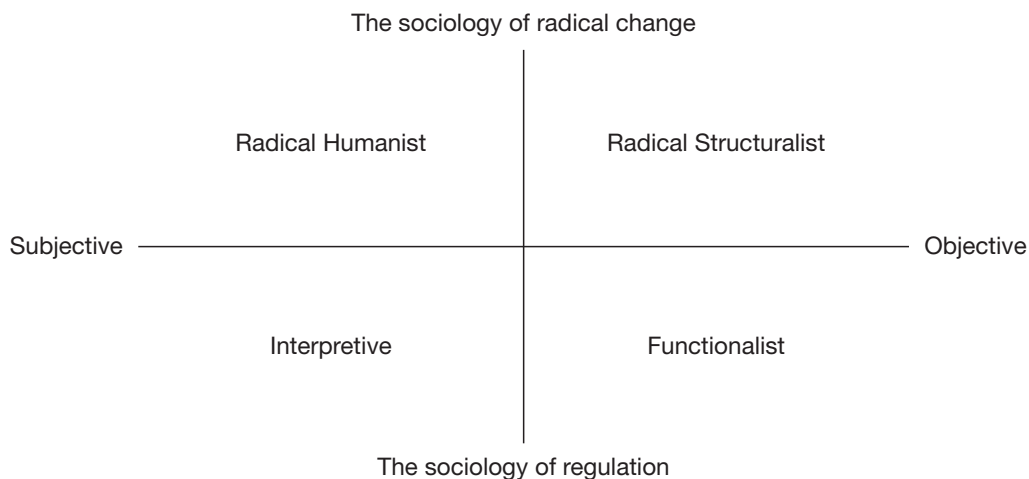 The sociology of radical change
Radical Humanist
Radical Structuralist
Subjective
Objective
Interpretive
Functionalist
The sociology of regulation